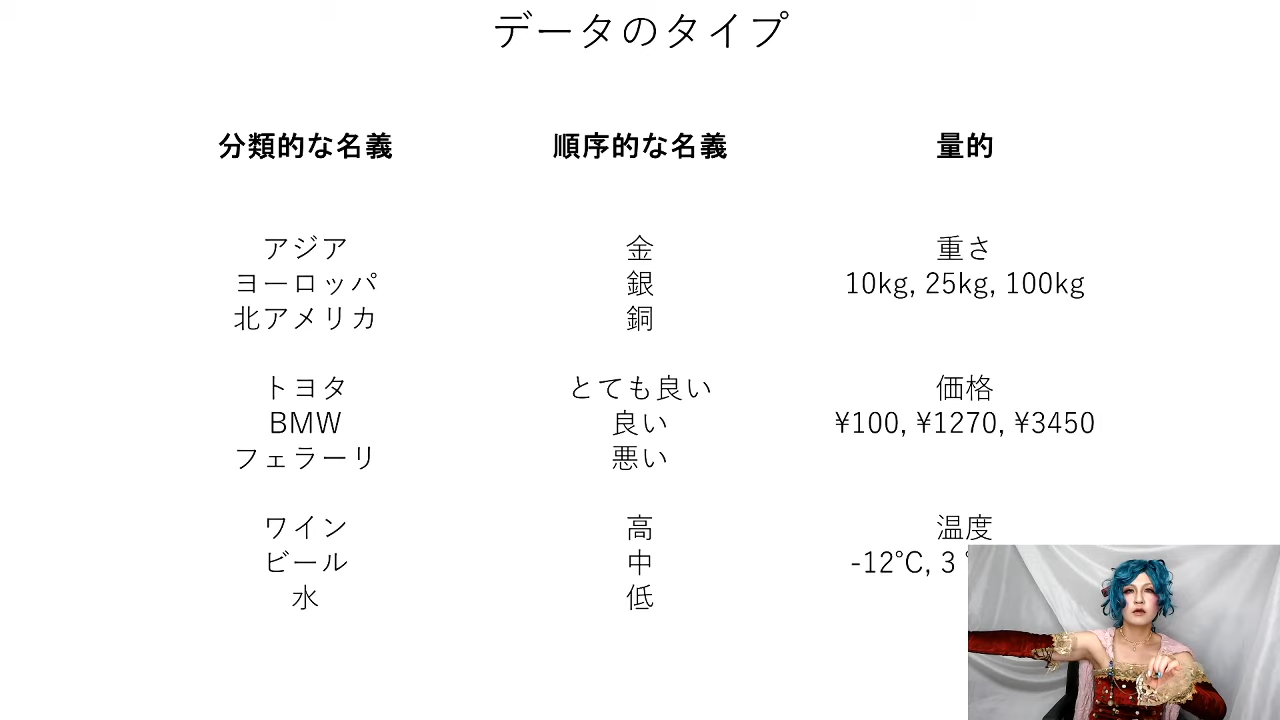 データのタイプ
分類的な名義
アジア
ヨーロッパ
北アメリカ
トヨタ
BMW
フェラーリ
ワイン
ビール
水
順序的な名義
金
銀
銅
とても良い
良い
悪い
高
中
低
量的
重さ
10kg, 25kg, 100kg
価格
¥100, ¥1270, ¥3450
温度
-12°C, 3